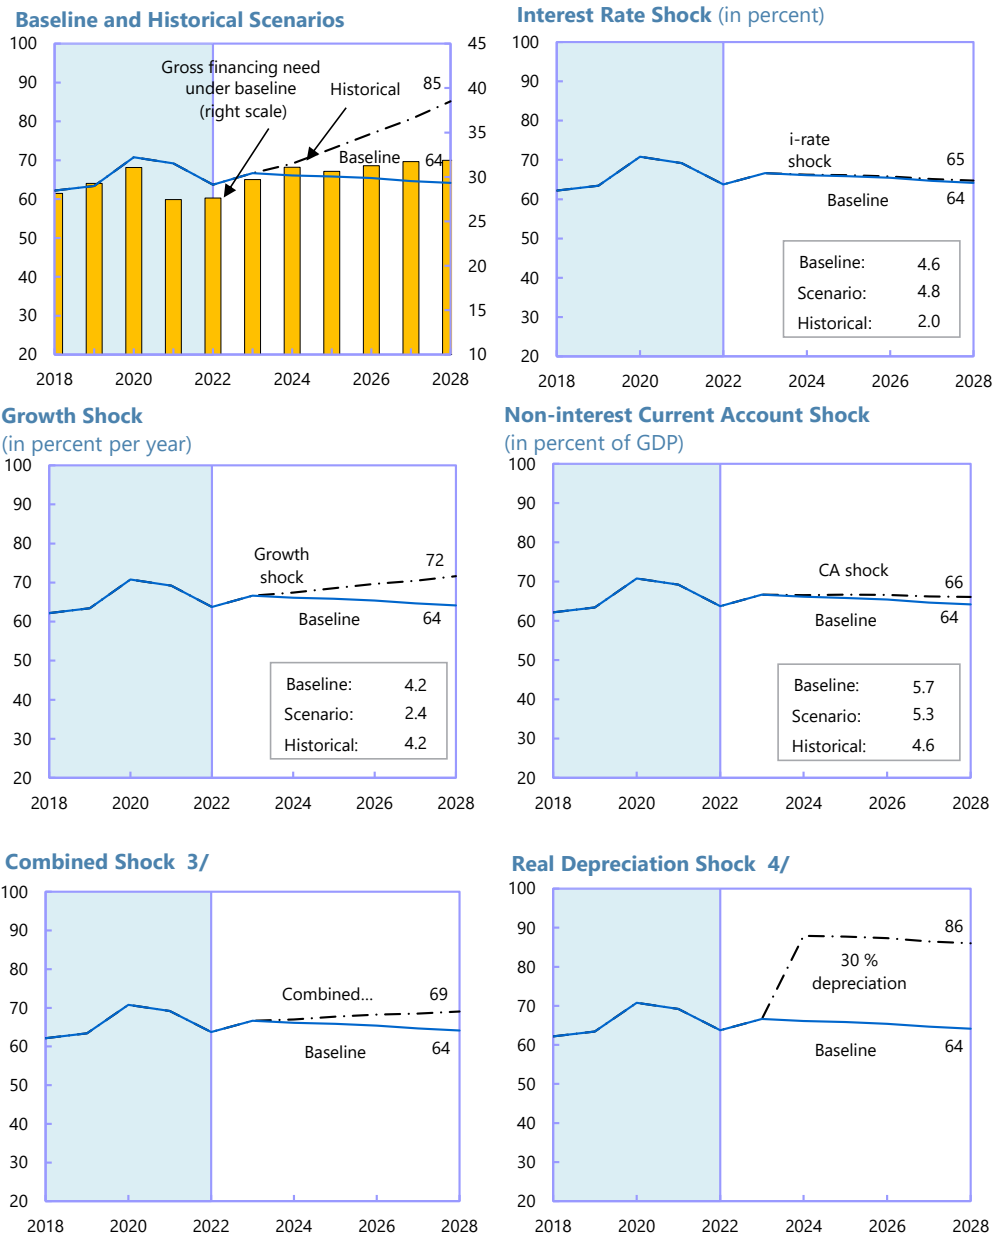 Baseline and Historical Scenarios
100
90
80
70
60
50
40
30
20
45
40
35
30
25
20
15
10
Gross financing need
under baseline
(right scale)
Historical
85
Baseline
64
2018 2020 2022 2024 2026 2028
Interest Rate Shock (in percent)
100
90
80
70
60
50
40
30
20
i-rate
shock
65
Baseline
64
Baseline: 4.6
Scenario: 4.8
Historical: 2.0
2018 2020 2022 2024 2026 2028
Growth Shock
(in percent per year)
100
90
80
70
60
50
40
30
20
Growth
shock
72
Baseline
64
Baseline: 4.2
Scenario: 2.4
Historical: 4.2
2018 2020 2022 2024 2026 2028
Non-interest Current Account Shock
(in percent of GDP)
100
90
80
70
60
50
40
30
20
CA shock
66
Baseline
64
Baseline: 5.7
Scenario: 5.3
Historical: 4.6
2018 2020 2022 2024 2026 2028
Combined Shock 3/
100
90
80
70
60
50
40
30
20
Combined...
69
Baseline
64
2018 2020 2022 2024 2026 2028
Real Depreciation Shock 4/
100
90
80
70
60
50
40
30
20
86
30 %
depreciation
Baseline
64
2018 2020 2022 2024 2026 2028